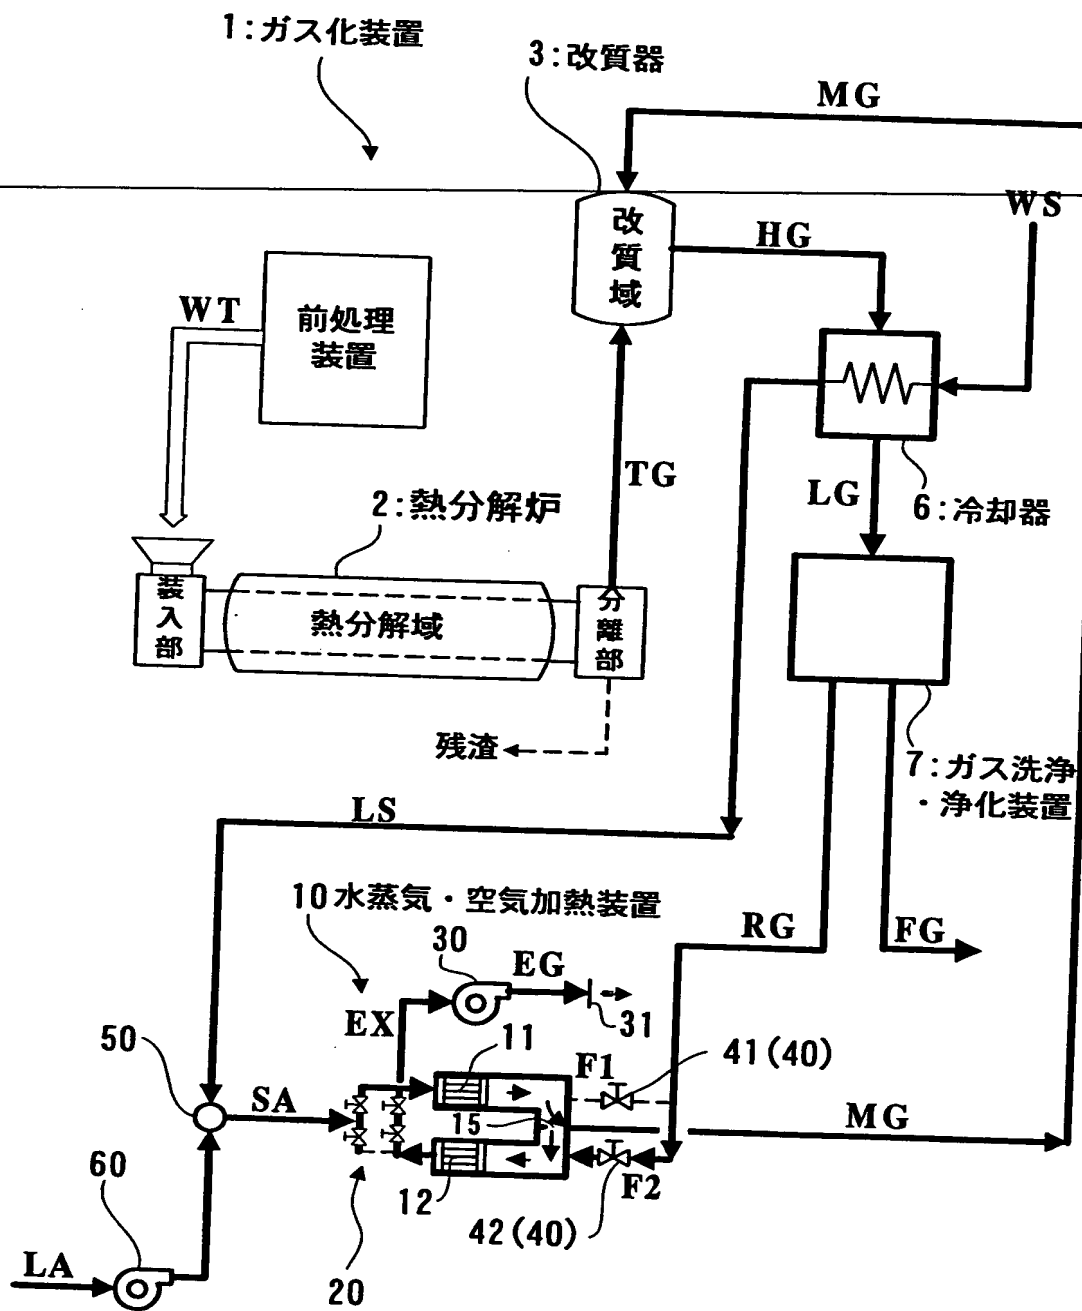 1:ガス化装置
3:改質器
MG
WS
改質域
HG
WT
前処理
装置
TG
LG
6:冷却器
2:熱分解炉
装入部
熱分解域
分離部
残渣
7:ガス洗浄
・浄化装置
LS
10水蒸気・空気加熱装置
RG
FG
30
EG
EX
31
50
11
F1
41(40)
SA
15
MG
60
12
F2
42(40)
LA
20